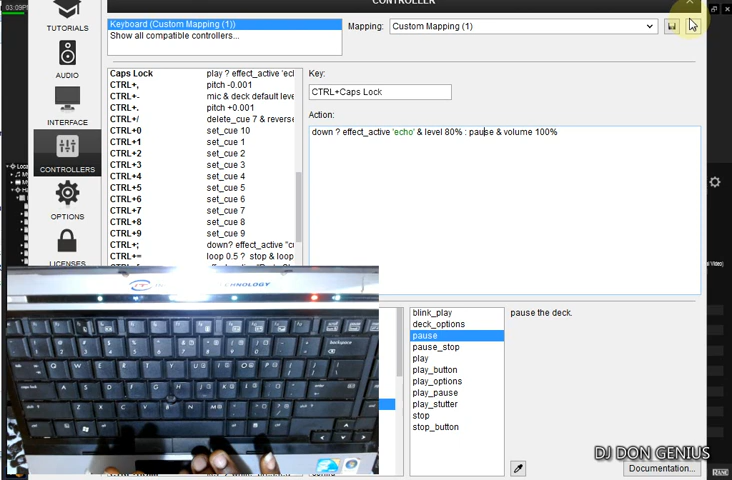 03:09PM
CONTROLLER
TUTORIALS
AUDIO
INTERFACE
CONTROLLERS
OPTIONS
LICENSES
Keyboard (Custom Mapping (1))
Show all compatible controllers...
Mapping:
Custom Mapping (1)
Caps Lock play ? effect_active 'ecl
CTRL+, pitch -0.001
CTRL+- mic & deck default leve
CTRL+. pitch +0.001
CTRL+/ delete_cue 7 & reverse
CTRL+0 set_cue 10
CTRL+1 set_cue 1
CTRL+2 set_cue 2
CTRL+3 set_cue 3
CTRL+4 set_cue 4
CTRL+5 set_cue 5
CTRL+6 set_cue 6
CTRL+7 set_cue 7
CTRL+8 set_cue 8
CTRL+9 set_cue 9
CTRL+; down? effect_active "cu
CTRL+= loop 0.5 ? stop & loop
Key:
CTRL+Caps Lock
Action:
down ? effect_active 'echo' & level 80% : pause & volume 100%
blink_play
deck_options
pause
pause_stop
play
play_button
play_options
play_pause
play_stutter
stop
stop_button
pause the deck.
DJ DON GENIUS
Documentation...